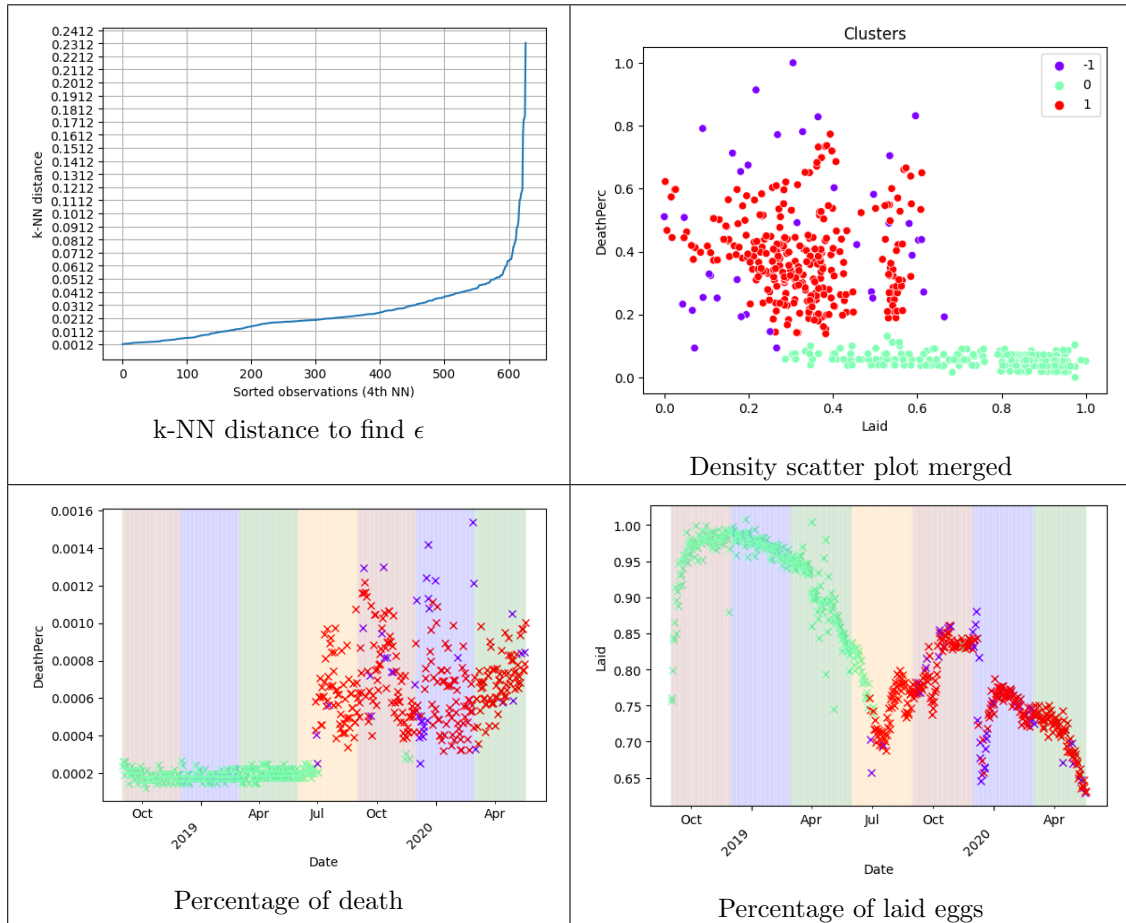 0.2412
0.2312
0.2212
0.2112
0.2012
0.1912
0.1812
0.1712
0.1612
0.1512
0.1412
0.1312
0.1212
0.1112
0.1012
0.0912
0.0812
0.0712
0.0612
0.0512
0.0412
0.0312
0.0212
0.0112
0.0012
k-NN distance
0 100 200 300 400 500 600
Sorted observations (4th NN)
k-NN distance to find ϵ
Clusters
-1
0
1
1.0
0.8
0.6
0.4
0.2
0.0
DeathPerc
0.0 0.2 0.4 0.6 0.8 1.0
Laid
Density scatter plot merged
0.0016
0.0014
0.0012
0.0010
0.0008
0.0006
0.0004
0.0002
DeathPerc
Oct 2019 Apr Jul Oct 2020 Apr
Date
Percentage of death
1.00
0.95
0.90
0.85
0.80
0.75
0.70
0.65
Laid
Oct 2019 Apr Jul Oct 2020 Apr
Date
Percentage of laid eggs